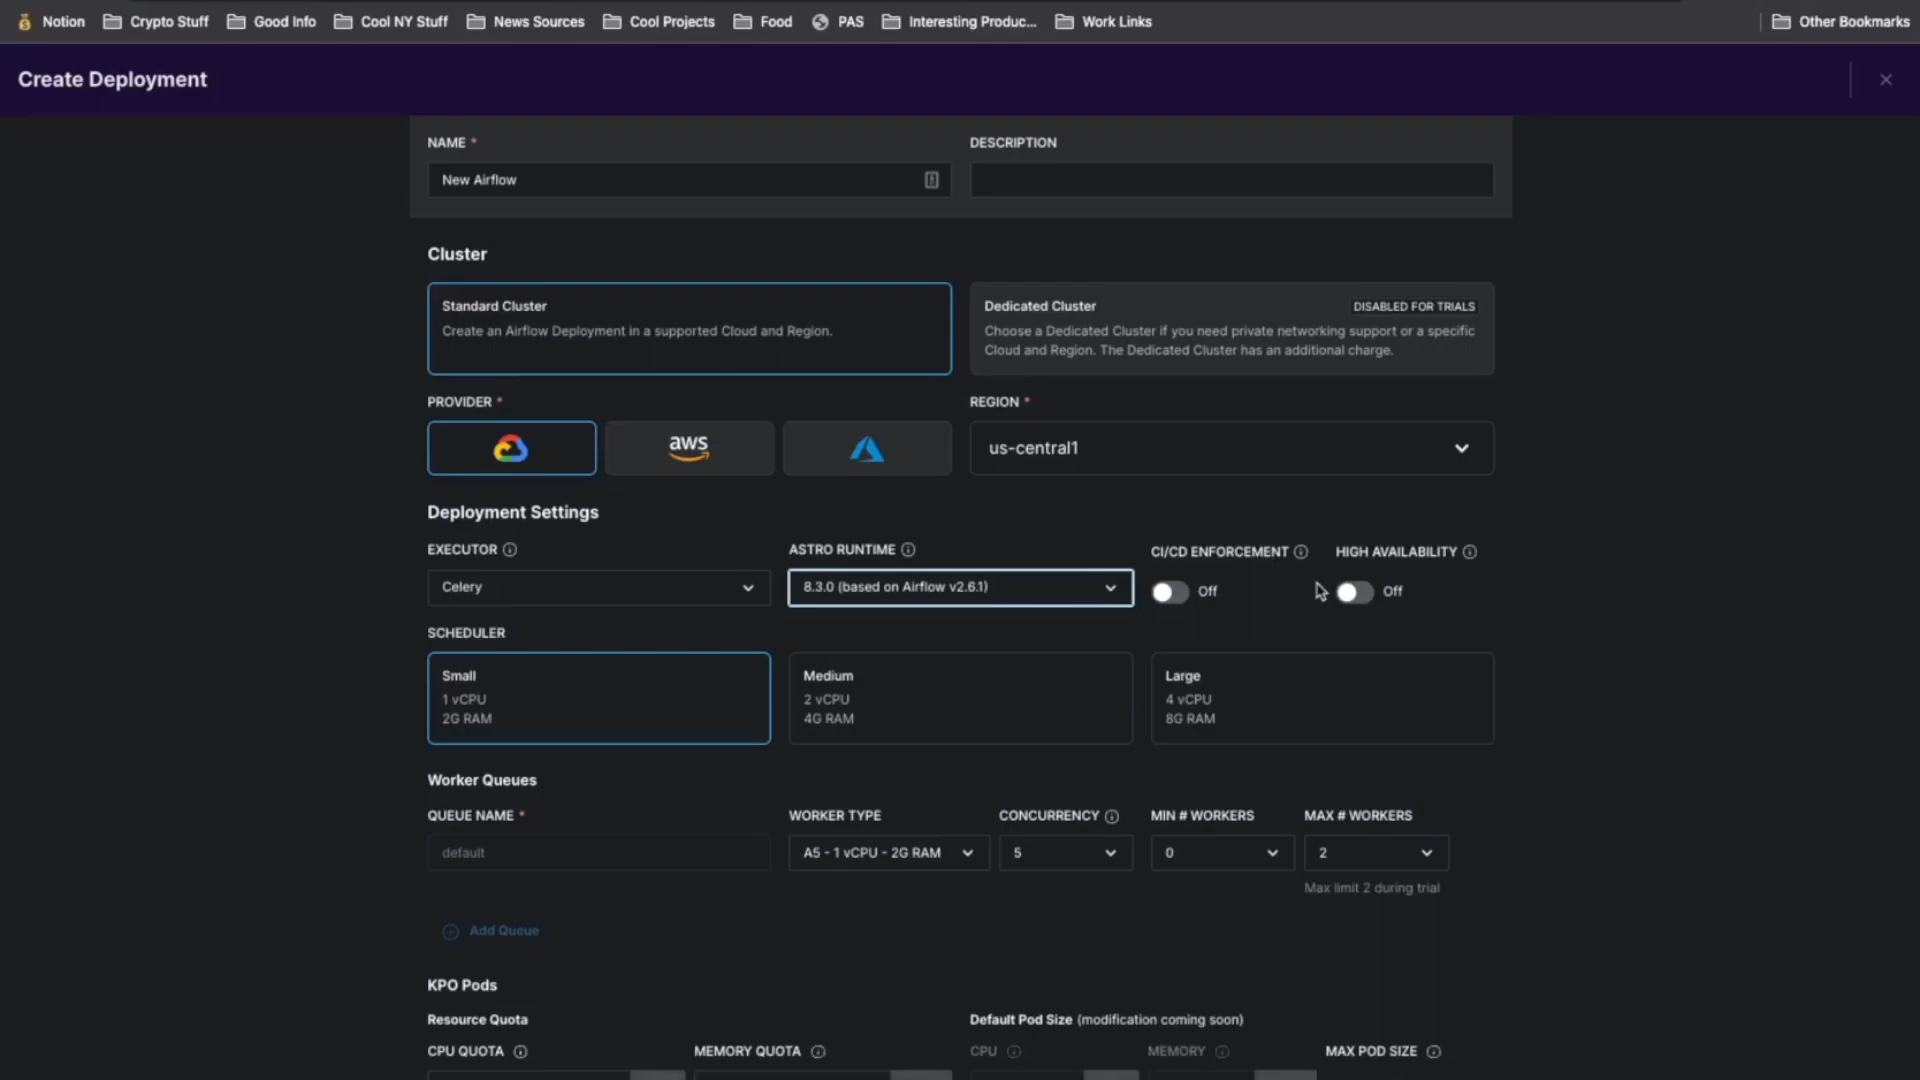 Notion Crypto Stuff Good Info Cool NY Stuff News Sources Cool Projects Food PAS Interesting Produc... Work Links Other Bookmarks
Create Deployment
NAME * DESCRIPTION
New Airflow
Cluster
Standard Cluster
Create an Airflow Deployment in a supported Cloud and Region.
Dedicated Cluster DISABLED FOR TRIALS
Choose a Dedicated Cluster if you need private networking support or a specific
Cloud and Region. The Dedicated Cluster has an additional charge.
PROVIDER * REGION *
aws us-central1
Deployment Settings
EXECUTOR ASTRO RUNTIME CI/CD ENFORCEMENT HIGH AVAILABILITY
Celery 8.3.0 (based on Airflow v2.6.1) Off Off
SCHEDULER
Small Medium Large
1 vCPU 2 vCPU 4 vCPU
2G RAM 4G RAM 8G RAM
Worker Queues
QUEUE NAME * WORKER TYPE CONCURRENCY MIN # WORKERS MAX # WORKERS
default A5 - 1 vCPU - 2G RAM 5 0 2
Max limit 2 during trial
Add Queue
KPO Pods
Resource Quota Default Pod Size (modification coming soon)
CPU QUOTA MEMORY QUOTA CPU MEMORY MAX POD SIZE